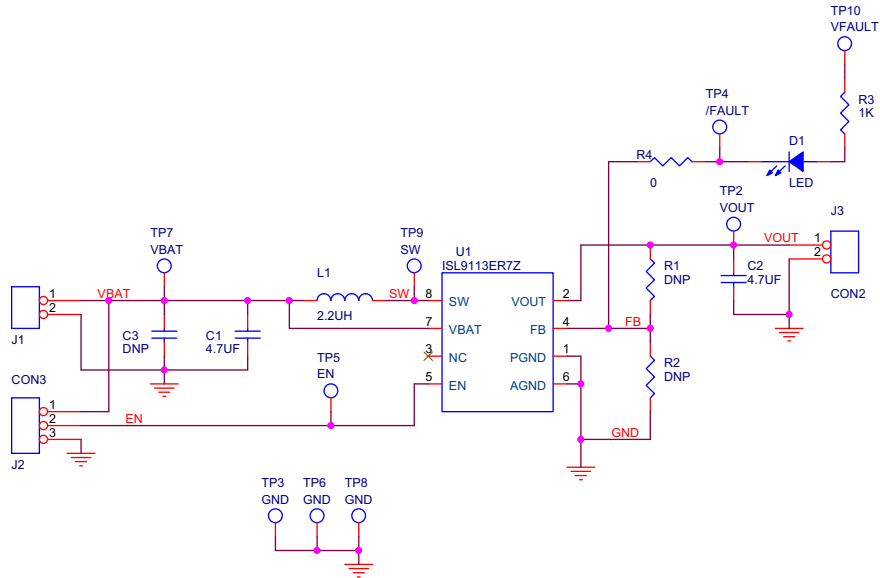 TP10
VFAULT
R3
1K
TP4
/FAULT
D1
LED
R4
0
TP2
VOUT
J3
VOUT
1
2
CON2
C2
4.7UF
TP7
VBAT
TP9
SW
U1
ISL9113ER7Z
L1
2.2UH
SW
8
SW
VOUT
2
7
VBAT
FB
4
FB
3
NC
PGND
1
5
EN
AGND
6
R1
DNP
R2
DNP
GND
VBAT
1
2
J1
C3
DNP
C1
4.7UF
TP5
EN
CON3
1
2
3
EN
J2
TP3
GND
TP6
GND
TP8
GND